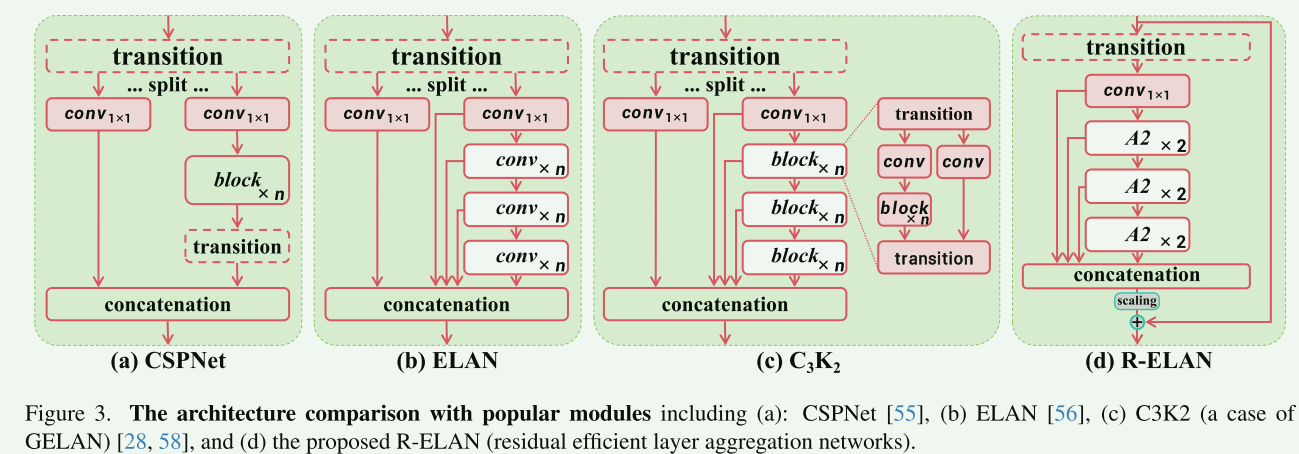 transition
... split ...
conv1×1
conv1×1
block× n
transition
concatenation
(a) CSPNet
transition
... split ...
conv1×1
conv1×1
conv× n
conv× n
conv× n
concatenation
(b) ELAN
transition
... split ...
conv1×1
conv1×1
block× n
block× n
block× n
concatenation
transition
conv
conv
block× n
transition
(c) C3K2
transition
conv1×1
A2 × 2
A2 × 2
A2 × 2
concatenation
scaling
+
(d) R-ELAN
Figure 3. The architecture comparison with popular modules including (a): CSPNet [55], (b) ELAN [56], (c) C3K2 (a case of
GELAN) [28, 58], and (d) the proposed R-ELAN (residual efficient layer aggregation networks).